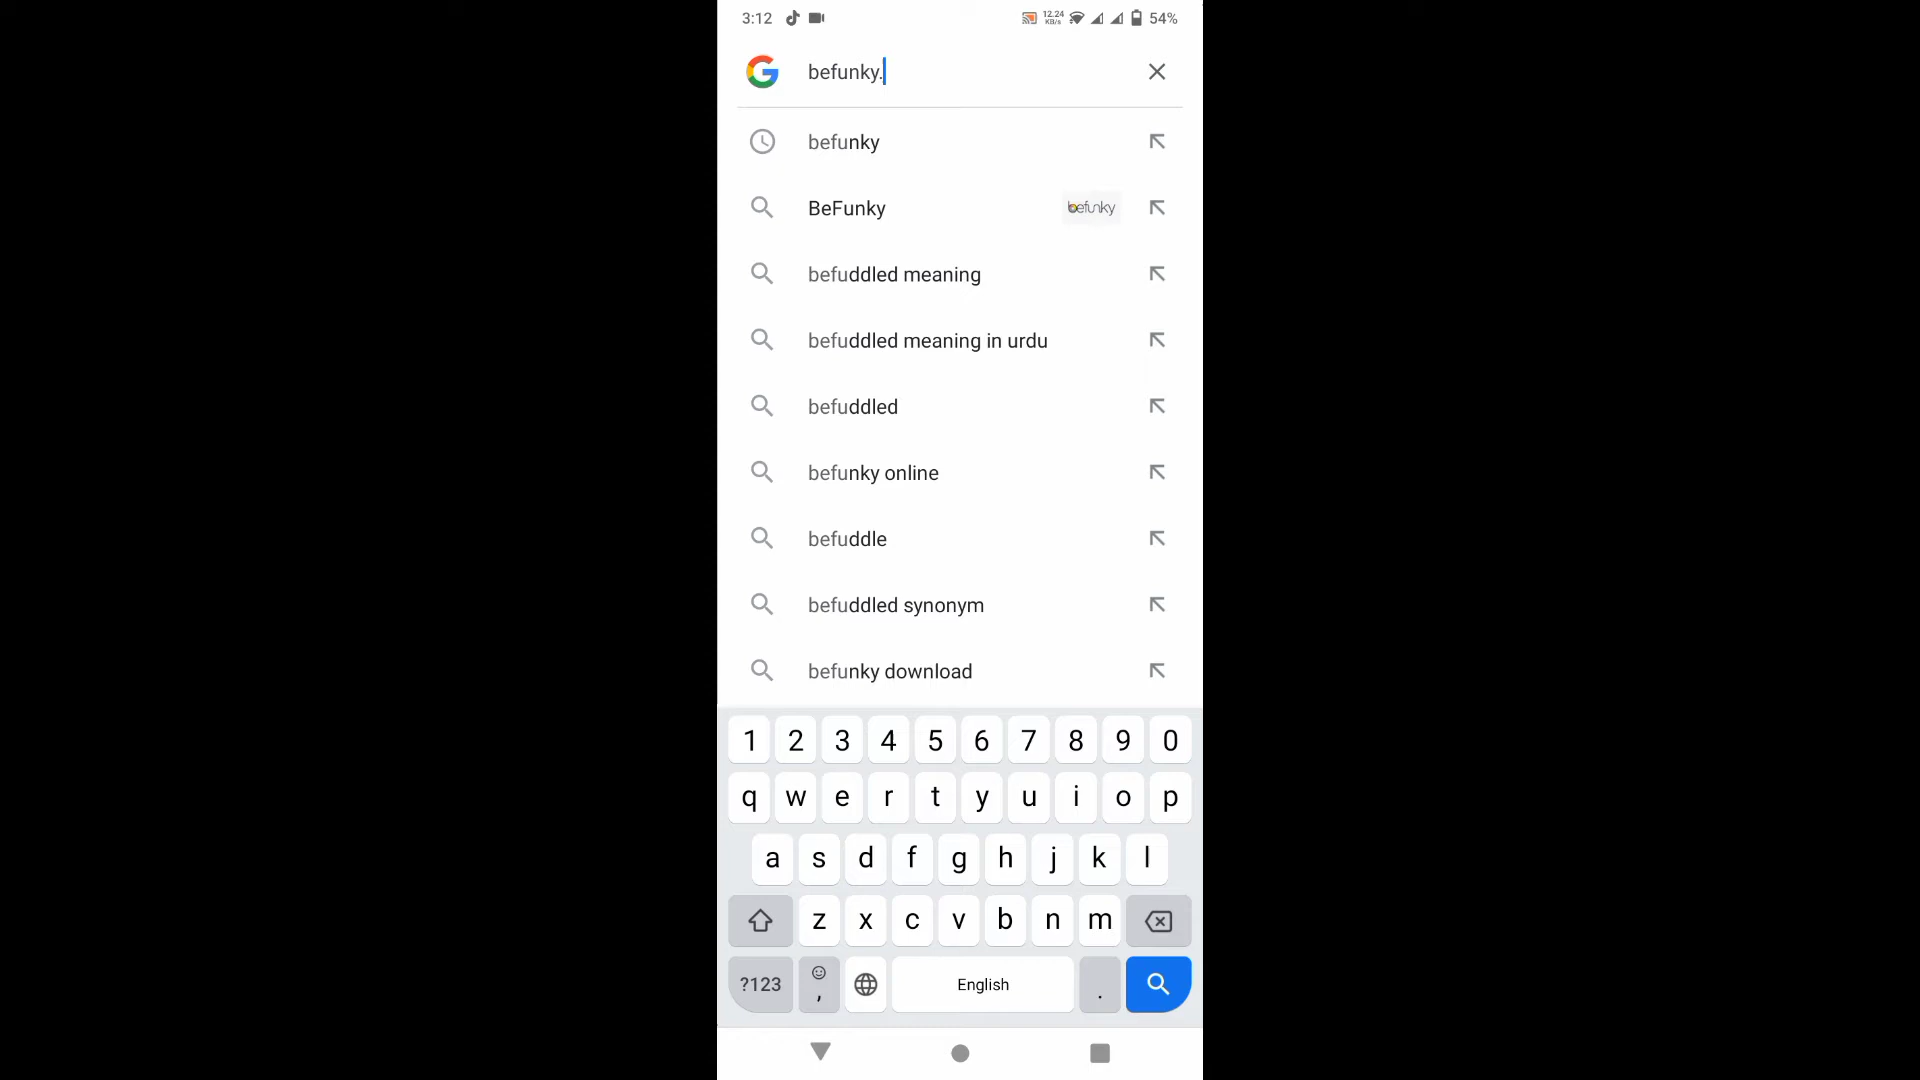 3:12 12.24 KB/s 54%
befunky.
befunky
BeFunky befunky
befuddled meaning
befuddled meaning in urdu
befuddled
befunky online
befuddle
befuddled synonym
befunky download
1 2 3 4 5 6 7 8 9 0
q w e r t y u i o p
a s d f g h j k l
z x c v b n m
?123 , English .